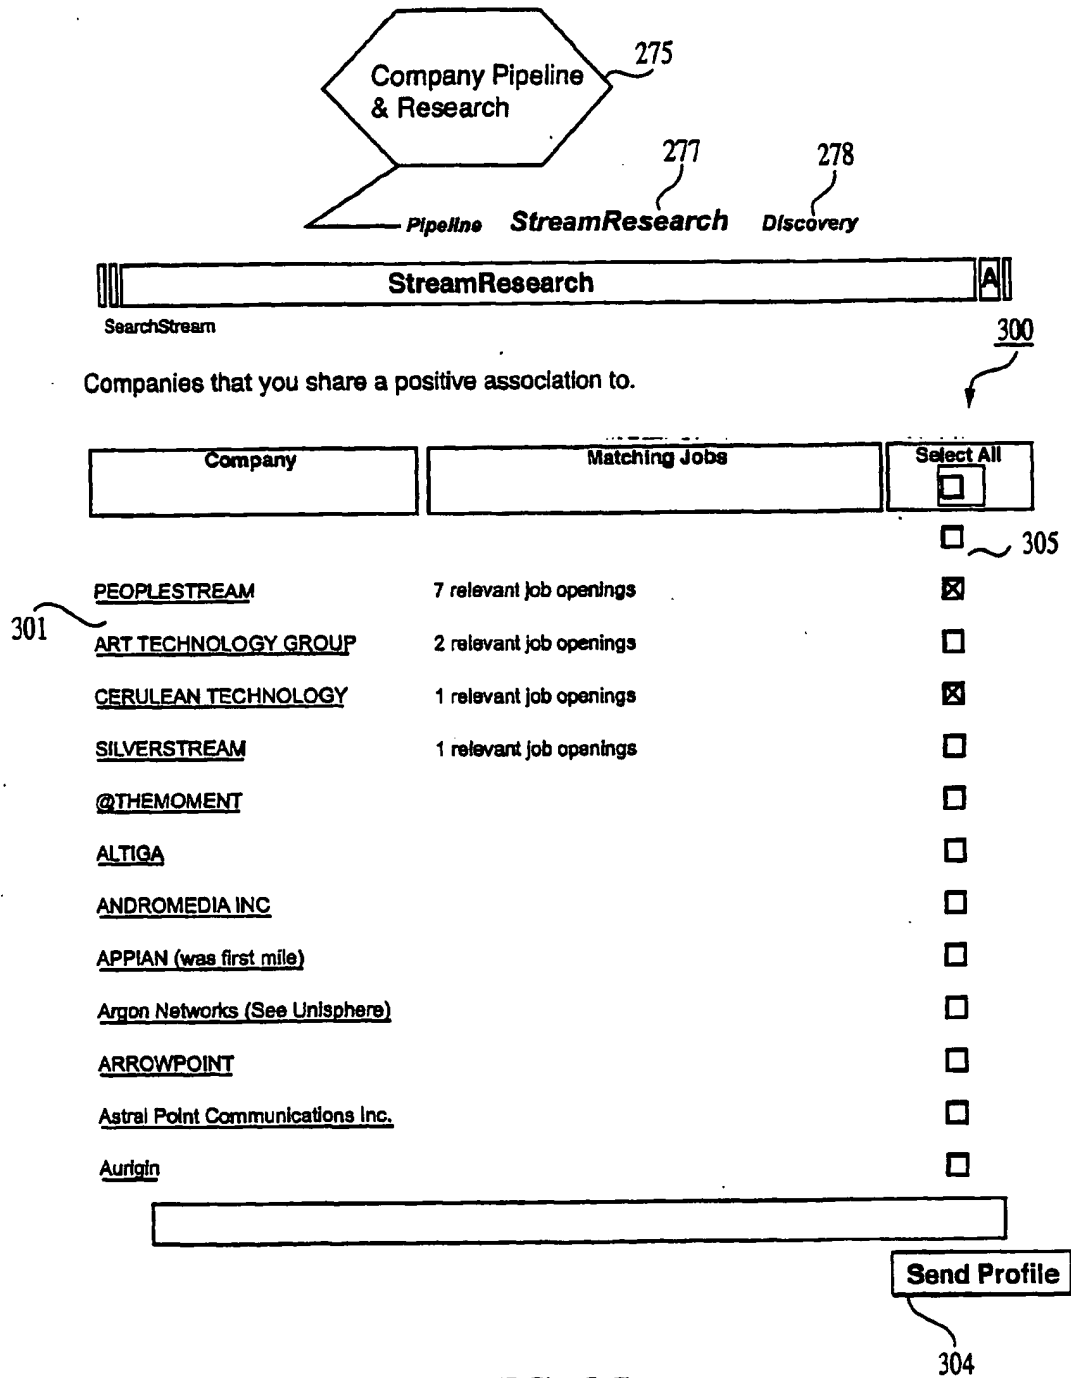 Company Pipeline
& Research
275
277
278
Pipeline StreamResearch Discovery
StreamResearch A
SearchStream
300
Companies that you share a positive association to.
Company Matching Jobs Select All
305
PEOPLESTREAM 7 relevant job openings
301
ART TECHNOLOGY GROUP 2 relevant job openings
CERULEAN TECHNOLOGY 1 relevant job openings
SILVERSTREAM 1 relevant job openings
@THEMOMENT
ALTIGA
ANDROMEDIA INC
APPIAN (was first mile)
Argon Networks (See Unisphere)
ARROWPOINT
Astral Point Communications Inc.
Aurigin
Send Profile
304